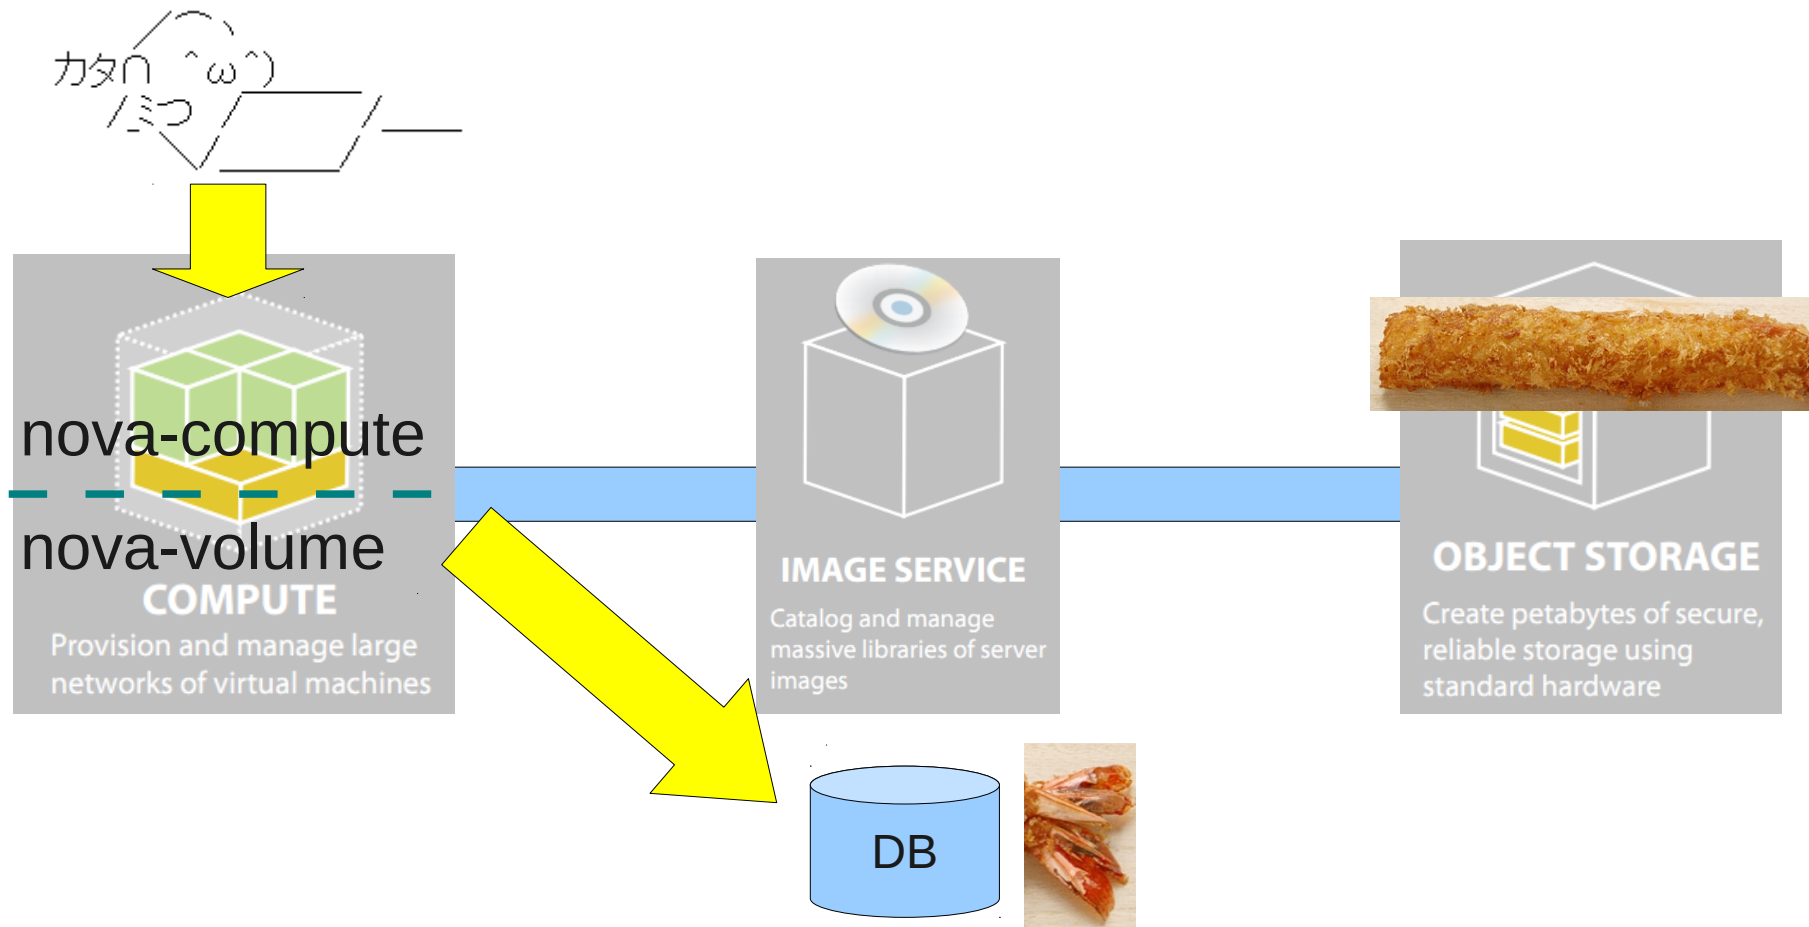 カタ∩ ＾ω＾)
/ミつ
nova-compute
nova-volume
COMPUTE
Provision and manage large
networks of virtual machines
IMAGE SERVICE
Catalog and manage
massive libraries of server
images
OBJECT STORAGE
Create petabytes of secure,
reliable storage using
standard hardware
DB